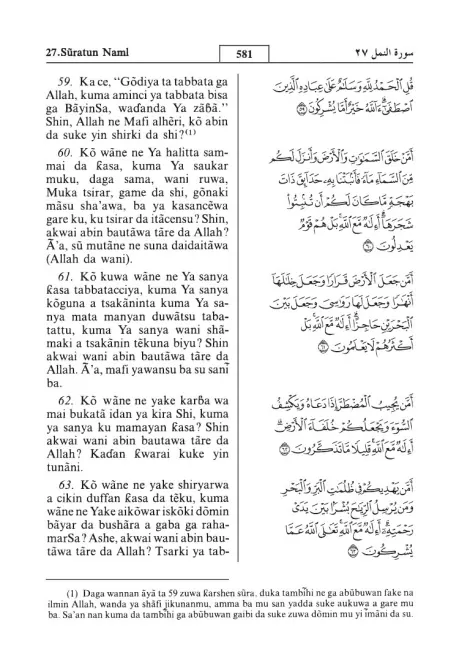 27.Sūratun Naml
581
سورة النمل ٢٧
59. Ka ce, “Gōdiya ta tabbata ga
Allah, kuma aminci ya tabbata bisa
ga BāyinSa, waɗanda Ya zāɓā.”
Shin, Allah ne Mafi alhēri, kō abin
da suke yin shirki da shi?(1)
60. Kō wāne ne Ya halitta sam-
mai da ƙasa, kuma Ya saukar
muku, daga sama, wani ruwa,
Muka tsirar, game da shi, gōnaki
māsu sha'awa, ba ya kasancēwa
gare ku, ku tsirar da itācensu? Shin,
akwai abin bautāwa tāre da Allah?
Ā'a, sū mutāne ne suna daidaitāwa
(Allah da wani).
61. Kō kuwa wāne ne Ya sanya
ƙasa tabbatacciya, kuma Ya sanya
kōguna a tsakāninta kuma Ya sa-
nya mata manyan duwātsu taba-
tattu, kuma Ya sanya wani shā-
maki a tsakānin tēkuna biyu? Shin
akwai wani abin bautāwa tāre da
Allah. Ā'a, mafi yawansu ba su sanī
ba.
62. Kō wāne ne yake karɓa wa
mai bukatā idan ya kira Shi, kuma
ya sanya ku mamayan ƙasa? Shin
akwai wani abin bautawa tāre da
Allah? Kaɗan ƙwarai kuke yin
tunāni.
63. Kō wāne ne yake shiryarwa
a cikin duffan ƙasa da tēku, kuma
wāne ne Yake aikōwar iskōki dōmin
bāyar da bushāra a gaba ga raha-
marSa? Ashe, akwai wani abin bau-
tāwa tāre da Allah? Tsarki ya tab-
قُلِ ٱلْحَمْدُ لِلَّهِ وَسَلَٰمٌ عَلَىٰ عِبَادِهِ ٱلَّذِينَ
ٱصْطَفَىٰٓ ءَآللَّهُ خَيْرٌ أَمَّا يُشْرِكُونَ ٥٩
أَمَّنْ خَلَقَ ٱلسَّمَٰوَٰتِ وَٱلْأَرْضَ وَأَنزَلَ لَكُم
مِّنَ ٱلسَّمَآءِ مَآءً فَأَنۢبَتْنَا بِهِۦ حَدَآئِقَ ذَاتَ
بَهْجَةٍ مَّا كَانَ لَكُمْ أَن تُنۢبِتُوا۟
شَجَرَهَآ أَءِلَٰهٌ مَّعَ ٱللَّهِ بَلْ هُمْ قَوْمٌ
يَعْدِلُونَ ٦٠
أَمَّن جَعَلَ ٱلْأَرْضَ قَرَارًا وَجَعَلَ خِلَٰلَهَآ
أَنْهَٰرًا وَجَعَلَ لَهَا رَوَٰسِىَ وَجَعَلَ بَيْنَ
ٱلْبَحْرَيْنِ حَاجِزًا أَءِلَٰهٌ مَّعَ ٱللَّهِ بَلْ
أَكْثَرُهُمْ لَا يَعْلَمُونَ ٦١
أَمَّن يُجِيبُ ٱلْمُضْطَرَّ إِذَا دَعَاهُ وَيَكْشِفُ
ٱلسُّوٓءَ وَيَجْعَلُكُمْ خُلَفَآءَ ٱلْأَرْضِ
أَءِلَٰهٌ مَّعَ ٱللَّهِ قَلِيلًا مَّا تَذَكَّرُونَ ٦٢
أَمَّن يَهْدِيكُمْ فِى ظُلُمَٰتِ ٱلْبَرِّ وَٱلْبَحْرِ
وَمَن يُرْسِلُ ٱلرِّيَٰحَ بُشْرًۢا بَيْنَ يَدَىْ
رَحْمَتِهِۦٓ أَءِلَٰهٌ مَّعَ ٱللَّهِ تَعَٰلَى ٱللَّهُ عَمَّا
يُشْرِكُونَ ٦٣
(1) Daga wannan āyā ta 59 zuwa ƙarshen sūra, duka tambīhi ne ga abūbuwan ɗake na
ilmin Allah, wanda ya shāfi jikunanmu, amma ba mu san yadda suke aukuwa a gare mu
ba. Sa'an nan kuma da tambīhi ga abūbuwan gaibi da suke zuwa dōmin mu yi īmāni da su.